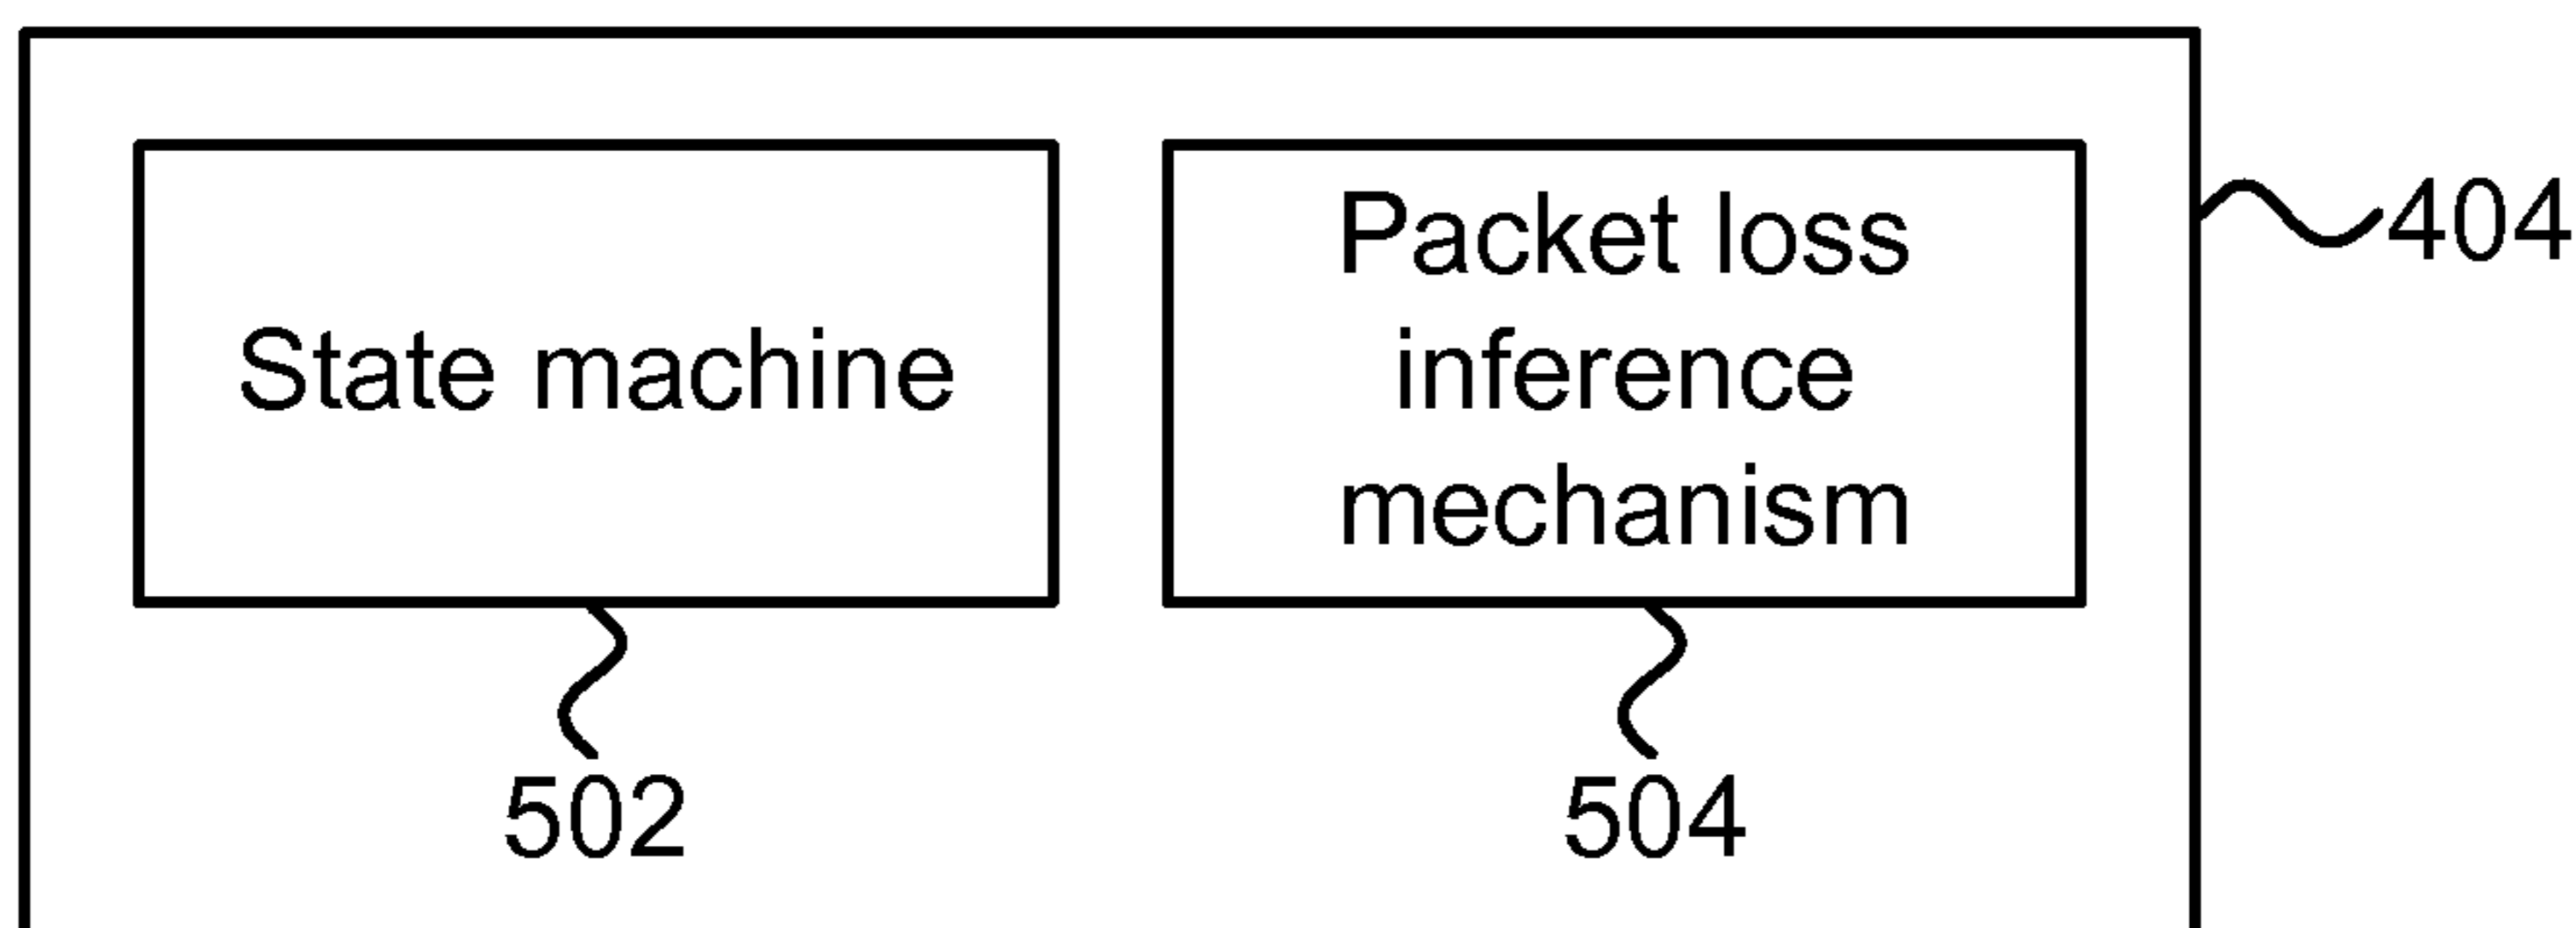 State machine
Packet loss
inference
mechanism
404
502
504